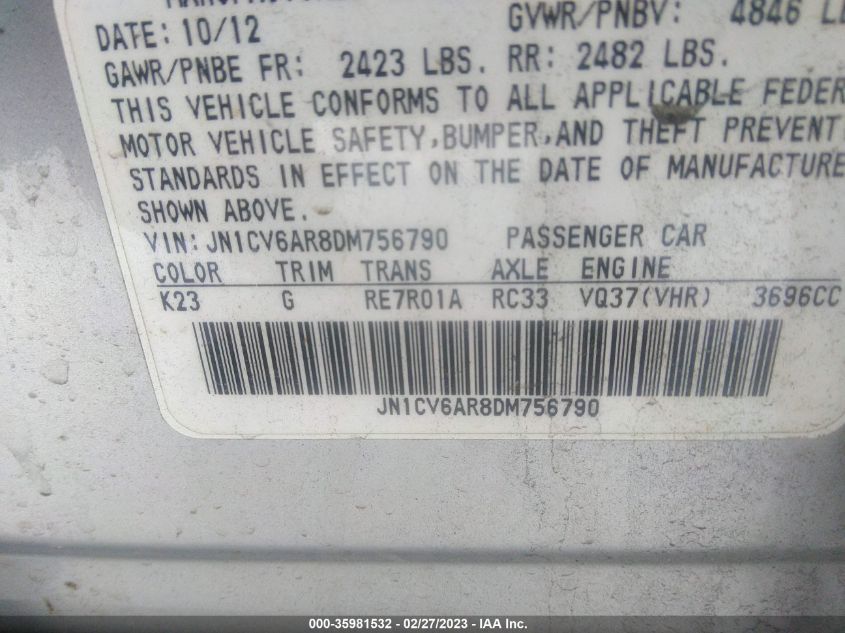 DATE: 10/12 GVWR/PNBV: 4846
GAWR/PNBE FR: 2423 LBS. RR: 2482 LBS.
THIS VEHICLE CONFORMS TO ALL APPLICABLE FEDER
MOTOR VEHICLE SAFETY,BUMPER,AND THEFT PREVENT
STANDARDS IN EFFECT ON THE DATE OF MANUFACTURE
SHOWN ABOVE.
VIN: JN1CV6AR8DM756790 PASSENGER CAR
COLOR TRIM TRANS AXLE ENGINE
K23 G RE7R01A RC33 VQ37(VHR) 3696CC
JN1CV6AR8DM756790
000-35981532 - 02/27/2023 - IAA Inc.